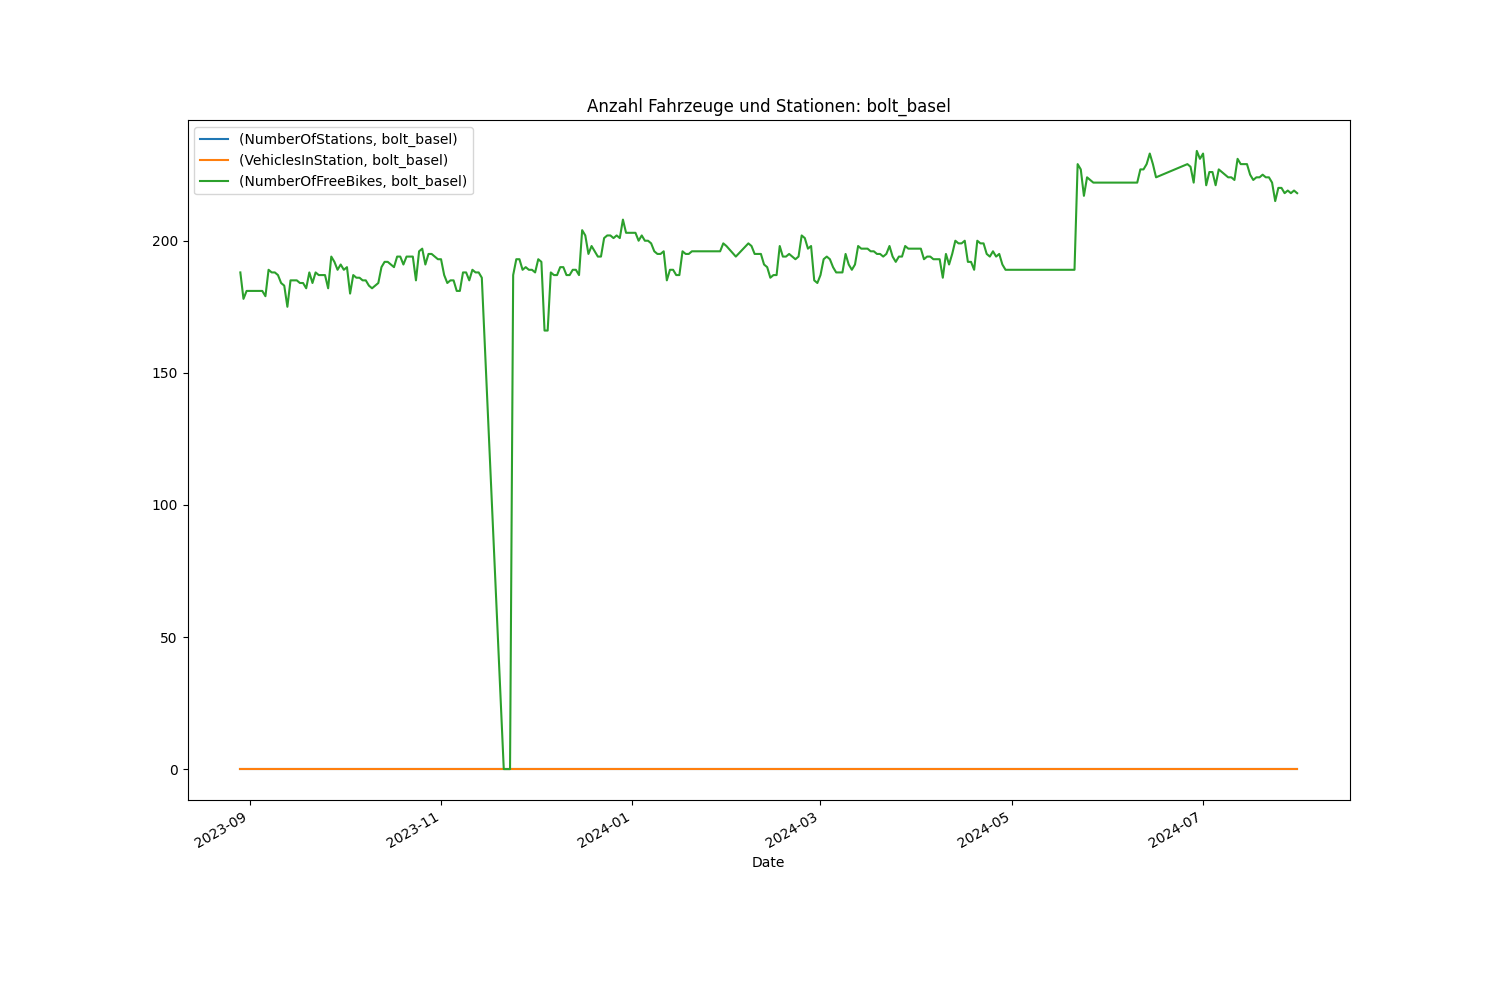 Anzahl Fahrzeuge und Stationen: bolt_basel
(NumberOfStations, bolt_basel)
(VehiclesInStation, bolt_basel)
(NumberOfFreeBikes, bolt_basel)
200
150
100
50
0
2023-09
2023-11
2024-01
2024-03
2024-05
2024-07
Date